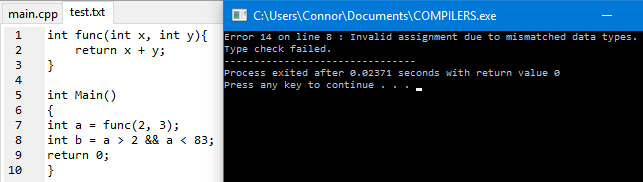 main.cpp test.txt
1 int func(int x, int y){
2 return x + y;
3 }
4
5 int Main()
6 {
7 int a = func(2, 3);
8 int b = a > 2 && a < 83;
9 return 0;
10 }
C:\Users\Connor\Documents\COMPILERS.exe
Error 14 on line 8 : Invalid assignment due to mismatched data types.
Type check failed.
--------------------------------
Process exited after 0.02371 seconds with return value 0
Press any key to continue . . .